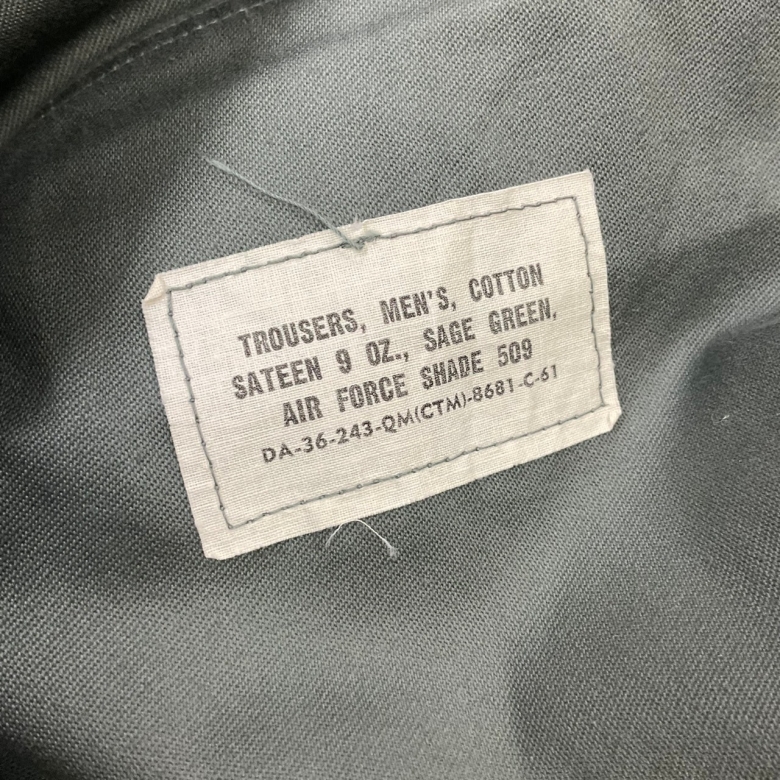 TROUSERS, MEN'S, COTTON
SATEEN 9 OZ., SAGE GREEN,
AIR FORCE SHADE 509
DA-36-243-QM(CTM)-8681-C-61